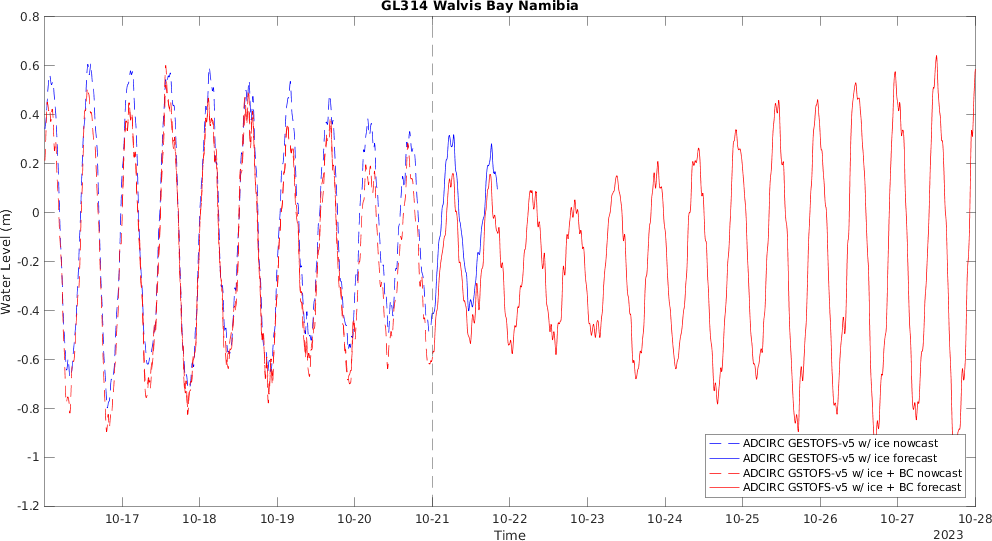 GL314 Walvis Bay Namibia
0.8
0.6
0.4
0.2
0
-0.2
-0.4
-0.6
-0.8
-1
-1.2
Water Level (m)
10-17 10-18 10-19 10-20 10-21 10-22 10-23 10-24 10-25 10-26 10-27 10-28
Time
2023
ADCIRC GESTOFS-v5 w/ ice nowcast
ADCIRC GESTOFS-v5 w/ ice forecast
ADCIRC GSTOFS-v5 w/ ice + BC nowcast
ADCIRC GSTOFS-v5 w/ ice + BC forecast